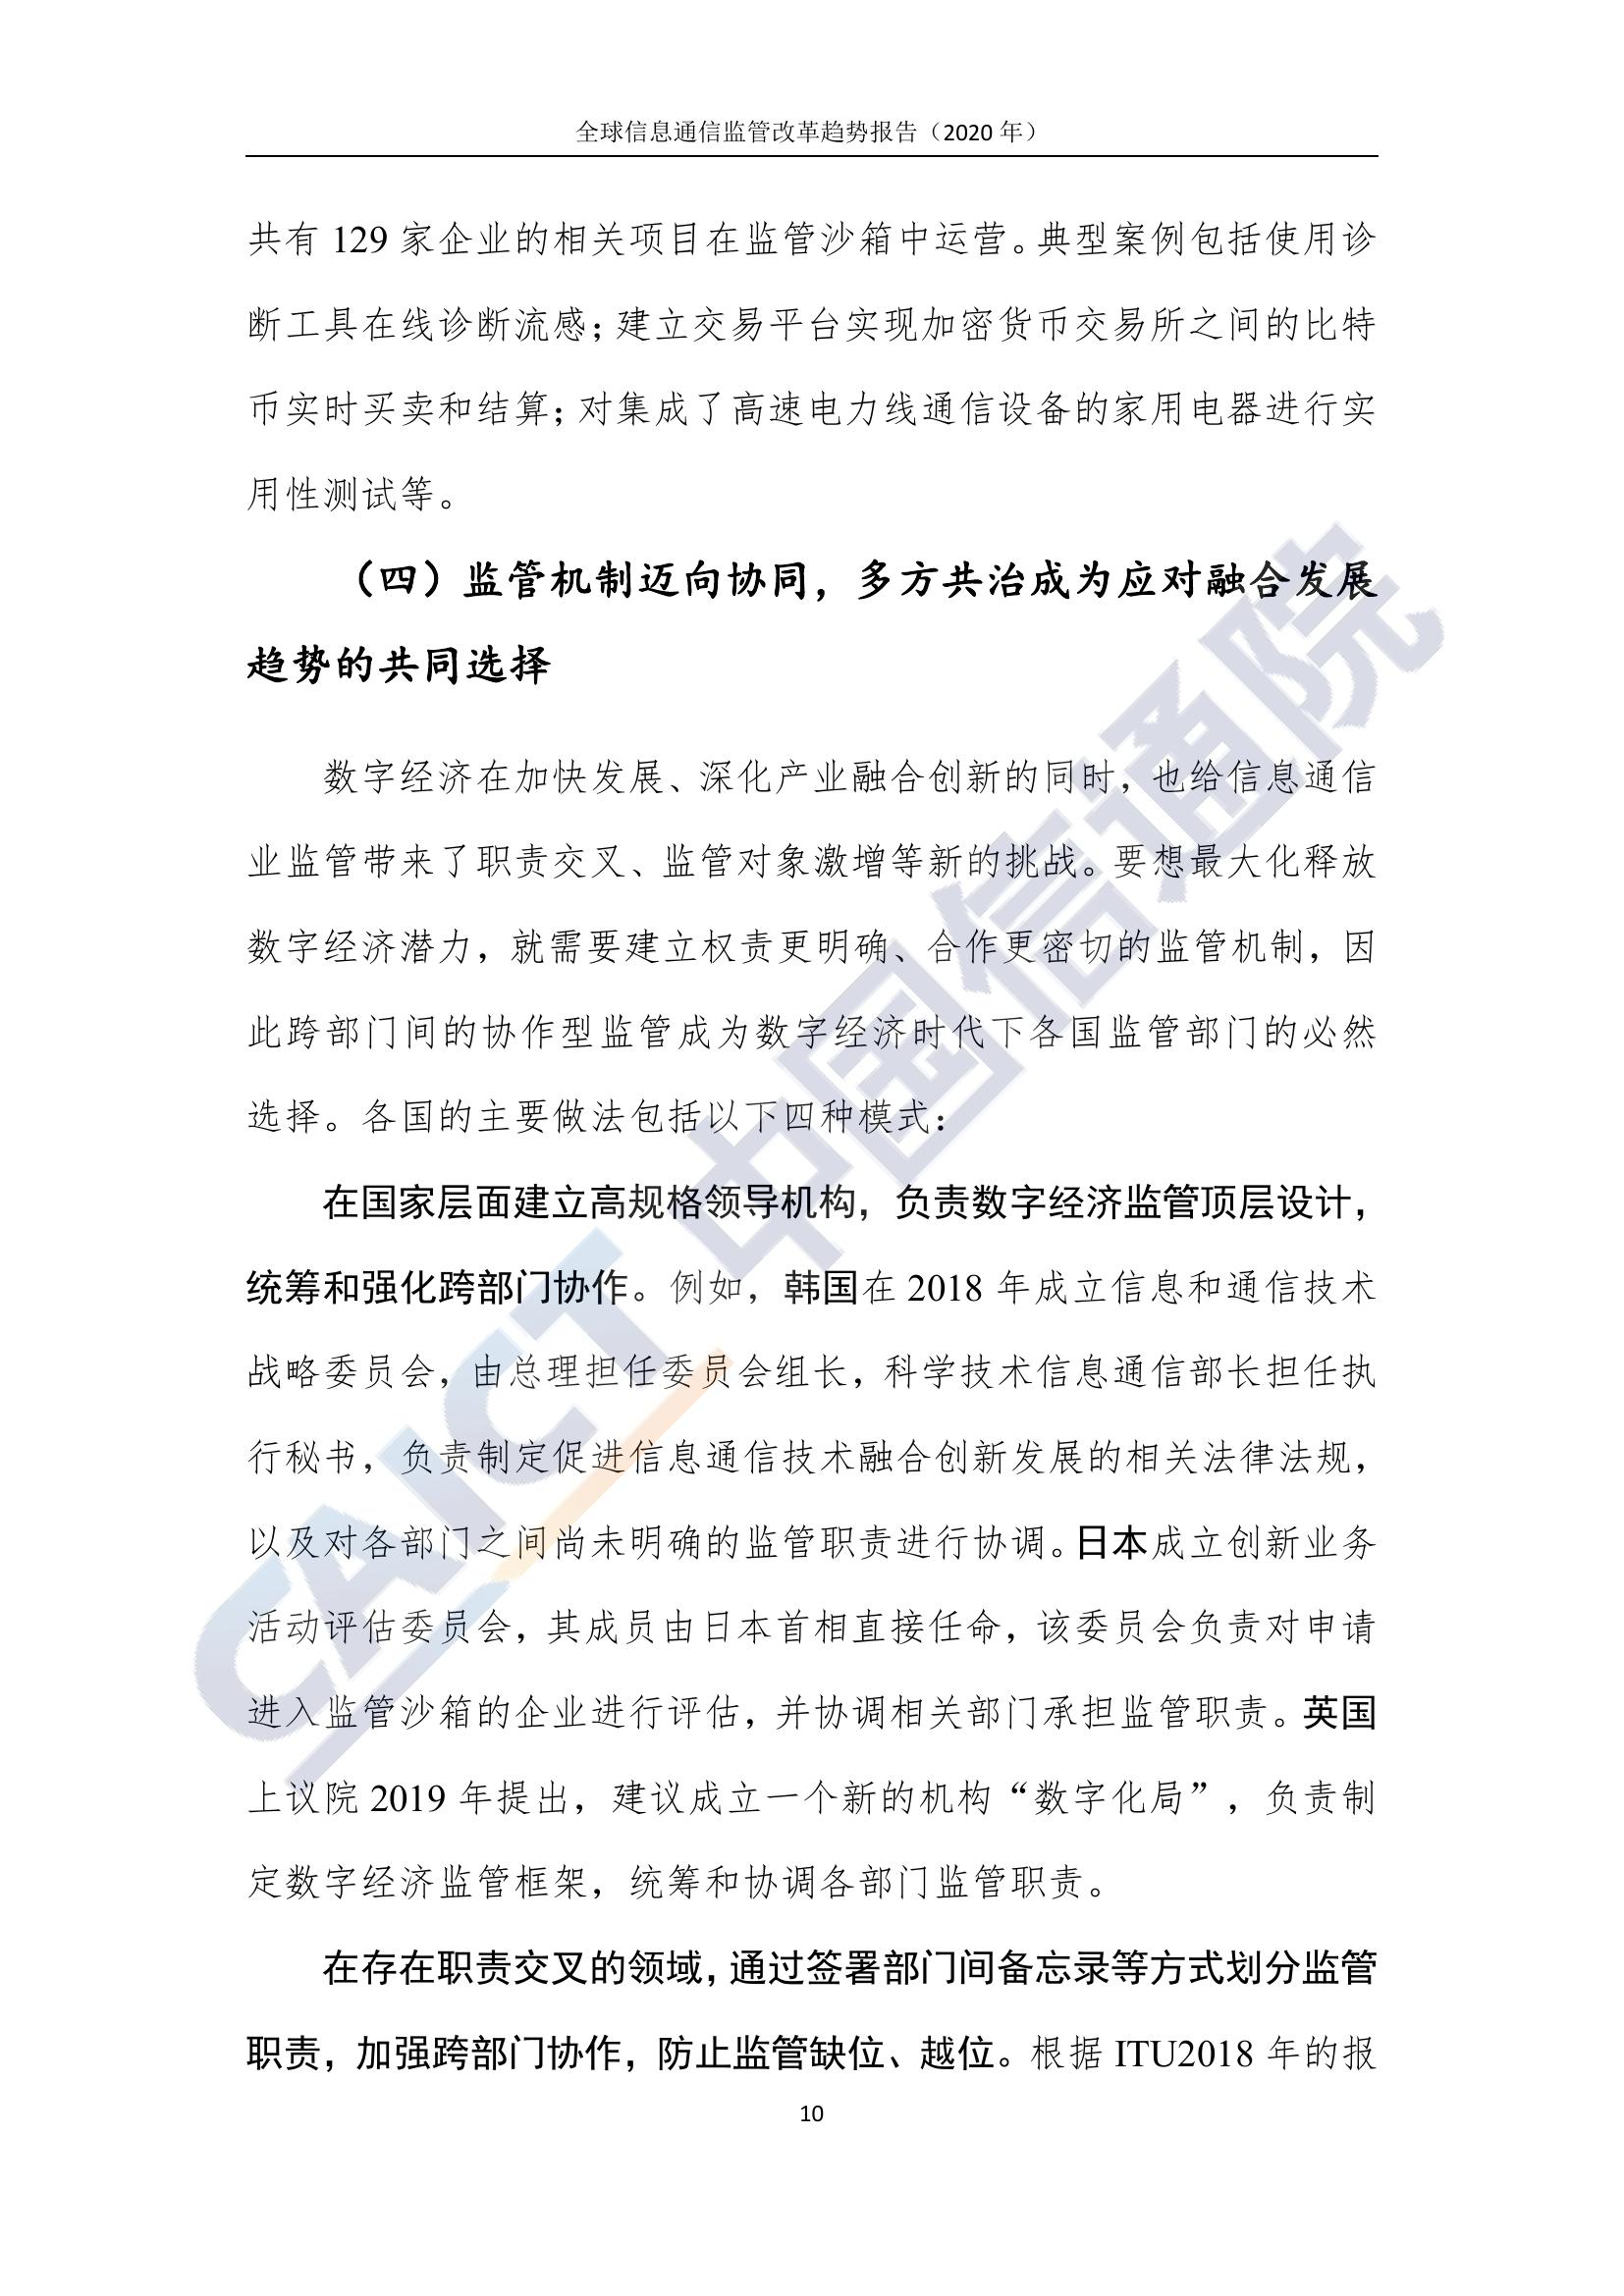 全球信息通信监管改革趋势报告（2020 年）
共有 129 家企业的相关项目在监管沙箱中运营。典型案例包括使用诊
断工具在线诊断流感；建立交易平台实现加密货币交易所之间的比特
币实时买卖和结算；对集成了高速电力线通信设备的家用电器进行实
用性测试等。
（四）监管机制迈向协同，多方共治成为应对融合发展
趋势的共同选择
数字经济在加快发展、深化产业融合创新的同时，也给信息通信
业监管带来了职责交叉、监管对象激增等新的挑战。要想最大化释放
数字经济潜力，就需要建立权责更明确、合作更密切的监管机制，因
此跨部门间的协作型监管成为数字经济时代下各国监管部门的必然
选择。各国的主要做法包括以下四种模式：
在国家层面建立高规格领导机构，负责数字经济监管顶层设计，
统筹和强化跨部门协作。例如，韩国在 2018 年成立信息和通信技术
战略委员会，由总理担任委员会组长，科学技术信息通信部长担任执
行秘书，负责制定促进信息通信技术融合创新发展的相关法律法规，
以及对各部门之间尚未明确的监管职责进行协调。日本成立创新业务
活动评估委员会，其成员由日本首相直接任命，该委员会负责对申请
进入监管沙箱的企业进行评估，并协调相关部门承担监管职责。英国
上议院 2019 年提出，建议成立一个新的机构“数字化局”，负责制
定数字经济监管框架，统筹和协调各部门监管职责。
在存在职责交叉的领域，通过签署部门间备忘录等方式划分监管
职责，加强跨部门协作，防止监管缺位、越位。根据 ITU2018 年的报
10
CAICT 中国信通院